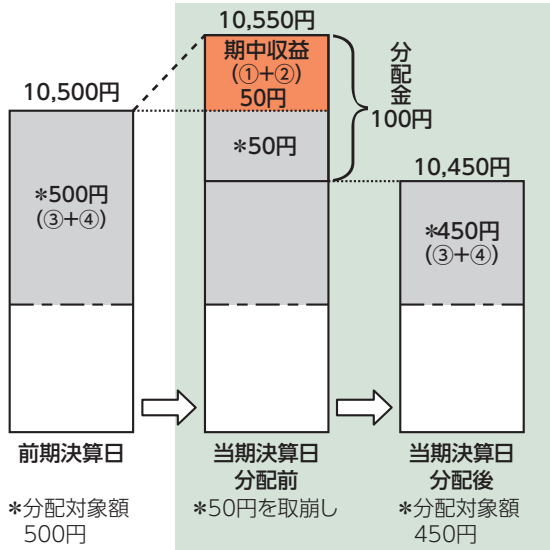 10,550円
期中収益
(①+②)
50円
分配金
100円
10,500円
*50円
10,450円
*500円
(③+④)
*450円
(③+④)
前期決算日
当期決算日
分配前
当期決算日
分配後
*分配対象額
500円
*50円を取崩し
*分配対象額
450円